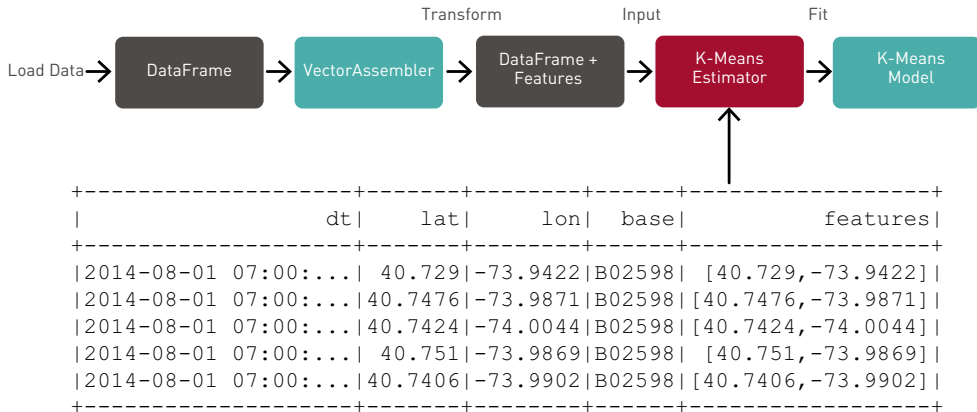 Transform Input Fit
Load Data DataFrame VectorAssembler DataFrame + Features K-Means Estimator K-Means Model
+--------------------+-------+--------+------+------------------+
|                  dt|    lat|     lon|  base|          features|
+--------------------+-------+--------+------+------------------+
|2014-08-01 07:00:...| 40.729|-73.9422|B02598| [40.729,-73.9422]|
|2014-08-01 07:00:...|40.7476|-73.9871|B02598|[40.7476,-73.9871]|
|2014-08-01 07:00:...|40.7424|-74.0044|B02598|[40.7424,-74.0044]|
|2014-08-01 07:00:...| 40.751|-73.9869|B02598| [40.751,-73.9869]|
|2014-08-01 07:00:...|40.7406|-73.9902|B02598|[40.7406,-73.9902]|
+--------------------+-------+--------+------+------------------+